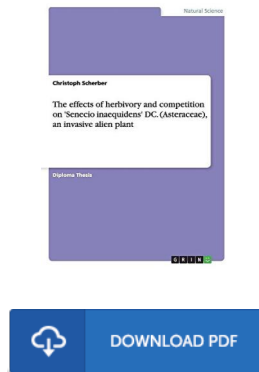 Natural Science
Christoph Scherber
The effects of herbivory and competition
on 'Senecio inaequidens' DC. (Asteraceae),
an invasive alien plant
Diploma Thesis
GRIN
DOWNLOAD PDF